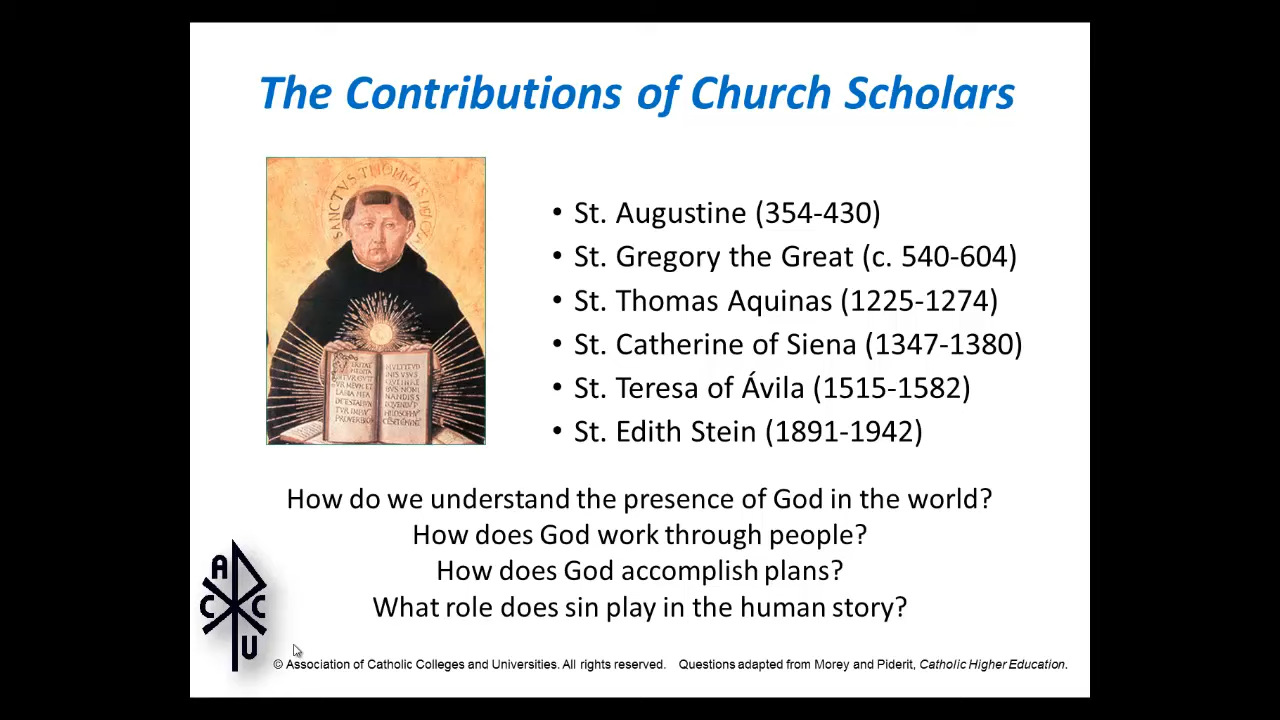 The Contributions of Church Scholars
SANCTVS THOMMAS DEAQ
• St. Augustine (354-430)
• St. Gregory the Great (c. 540-604)
• St. Thomas Aquinas (1225-1274)
• St. Catherine of Siena (1347-1380)
• St. Teresa of Ávila (1515-1582)
• St. Edith Stein (1891-1942)
How do we understand the presence of God in the world?
How does God work through people?
How does God accomplish plans?
What role does sin play in the human story?
A
C C
U
© Association of Catholic Colleges and Universities. All rights reserved. Questions adapted from Morey and Piderit, Catholic Higher Education.